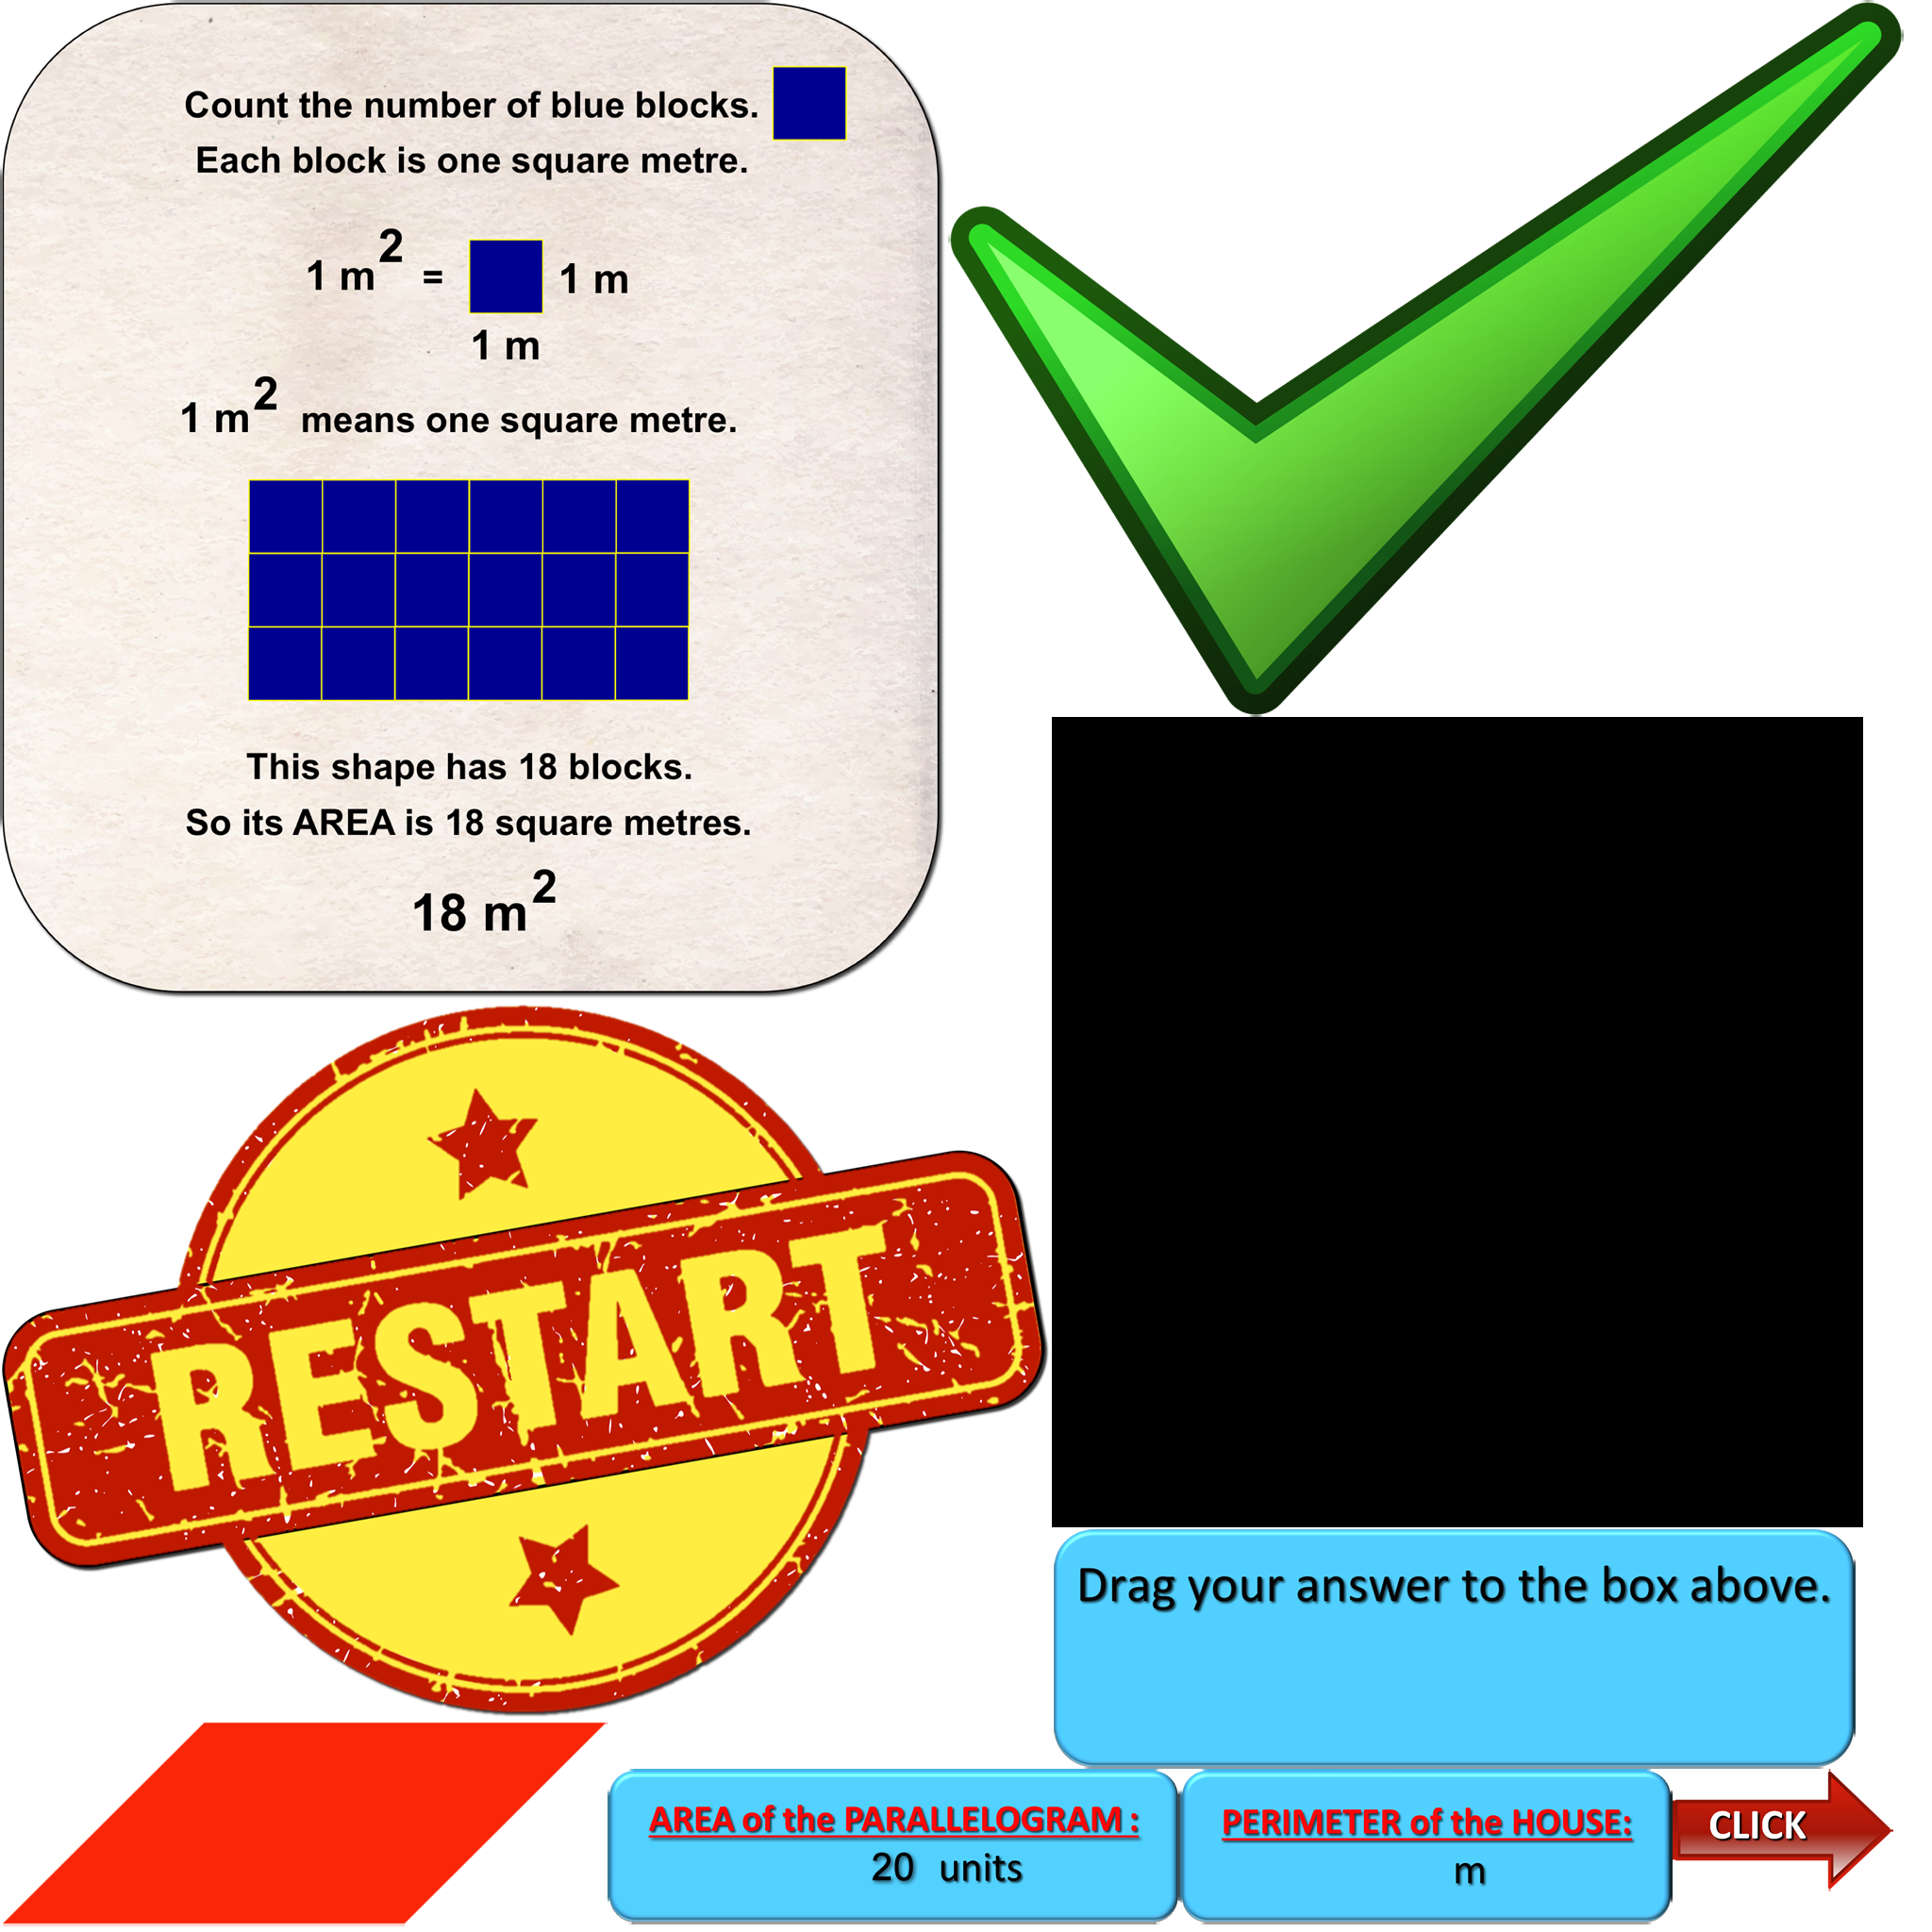 Count the number of blue blocks.
Each block is one square metre.
1 m² = 1 m
1 m
1 m² means one square metre.
This shape has 18 blocks.
So its AREA is 18 square metres.
18 m²
RESTART
Drag your answer to the box above.
AREA of the PARALLELOGRAM :
20 units
PERIMETER of the HOUSE:
m
CLICK